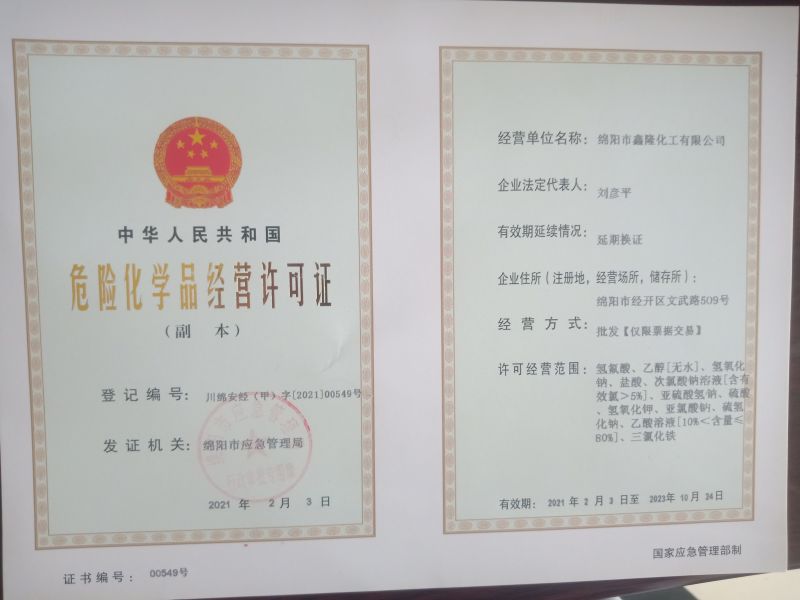 中华人民共和国
危险化学品经营许可证
（副 本）
登记编号：川绵安经（甲）字[2021]00549号
发证机关：绵阳市应急管理局
2021 年 2 月 3 日
证书编号：00549号
经营单位名称：绵阳市鑫隆化工有限公司
企业法定代表人：刘彦平
有效期延续情况：延期换证
企业住所（注册地，经营场所，储存所）：
绵阳市经开区文武路509号
经营方式：批发【仅限票据交易】
许可经营范围：氢氟酸、乙醇[无水]、氢氧化
钠、盐酸、次氯酸钠溶液[含有
效氯＞5%]、亚硫酸氢钠、硫酸
、氢氧化钾、亚氯酸钠、硫氢
化钠、乙酸溶液[10%＜含量≤
80%]、三氯化铁
有效期：2021 年 2 月 3 日至 2023年 10 月 24日
国家应急管理部制